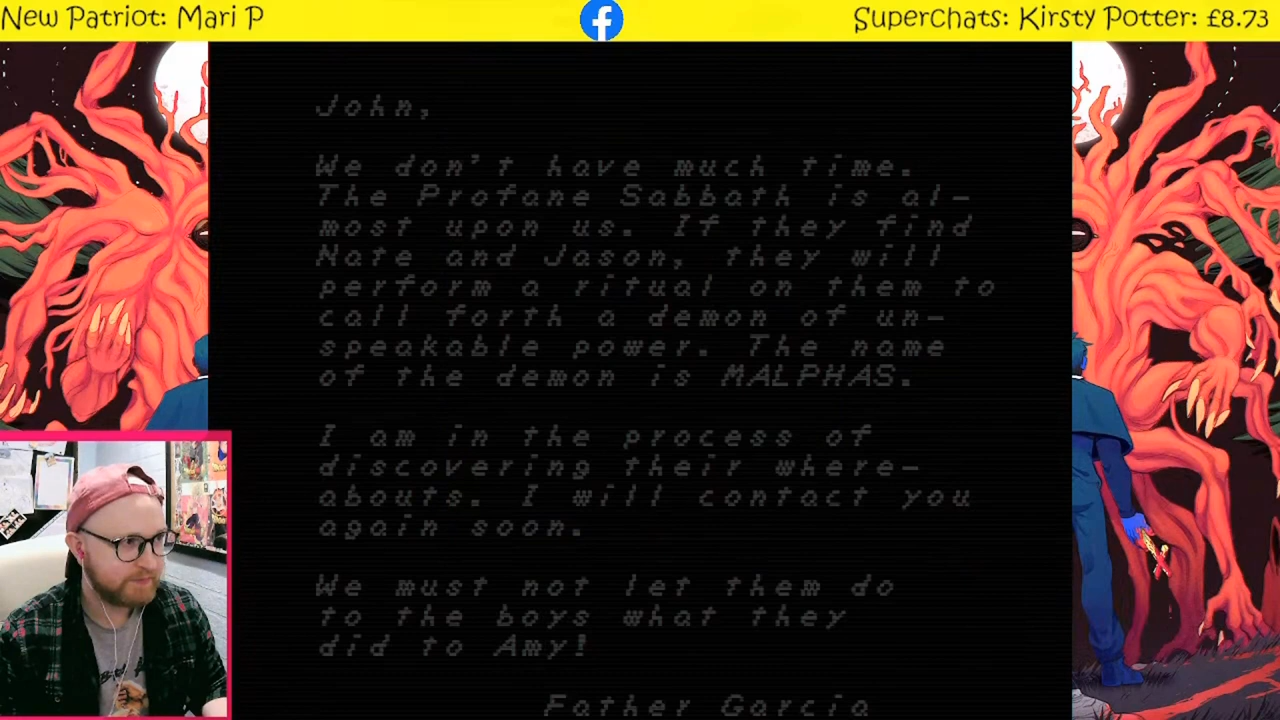 New Patriot: Mari P
Superchats: Kirsty Potter: £8.73
John,
We don't have much time.
The Profane Sabbath is al-
most upon us. If they find
Nate and Jason, they will
perform a ritual on them to
call forth a demon of un-
speakable power. The name
of the demon is MALPHAS.
I am in the process of
discovering their where-
abouts. I will contact you
again soon.
We must not let them do
to the boys what they
did to Amy!
Father Garcia